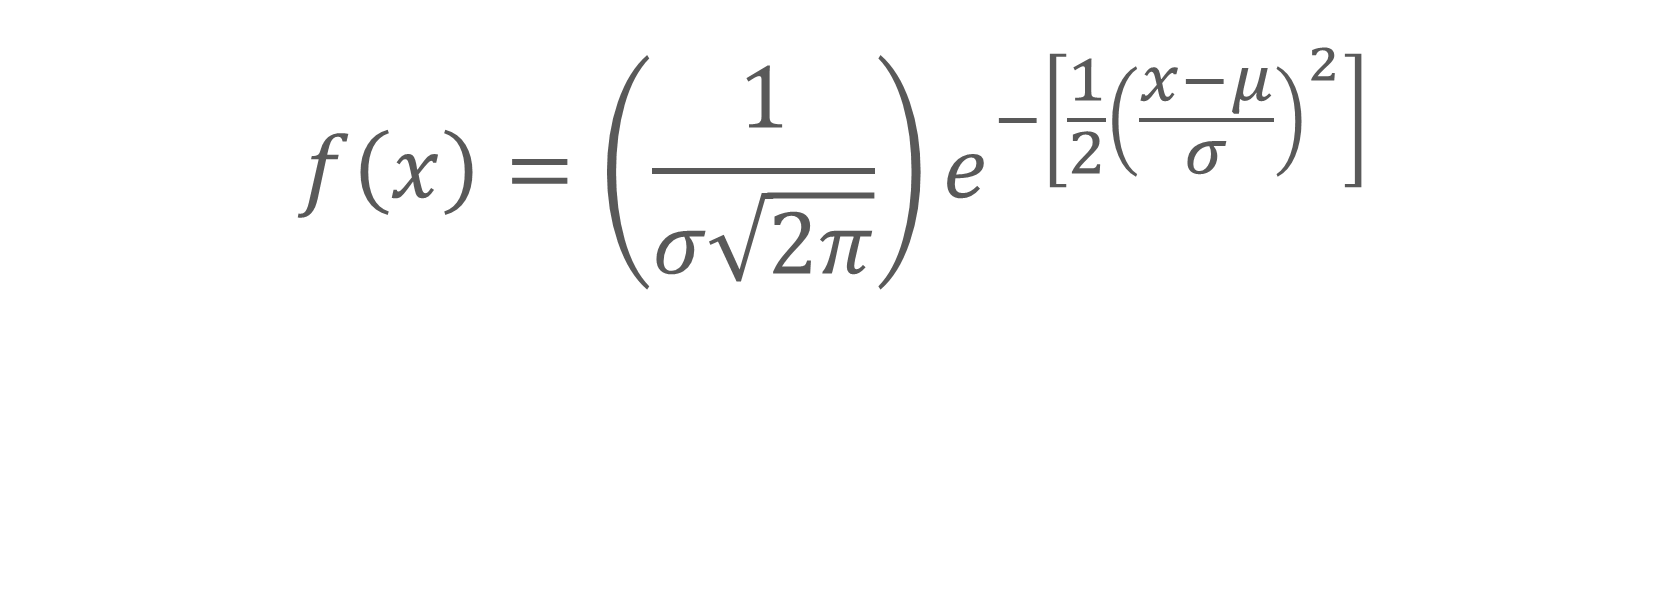 f(x) = (1/(σ√(2π))) e^{-[1/2((x-μ)/σ)^2]}